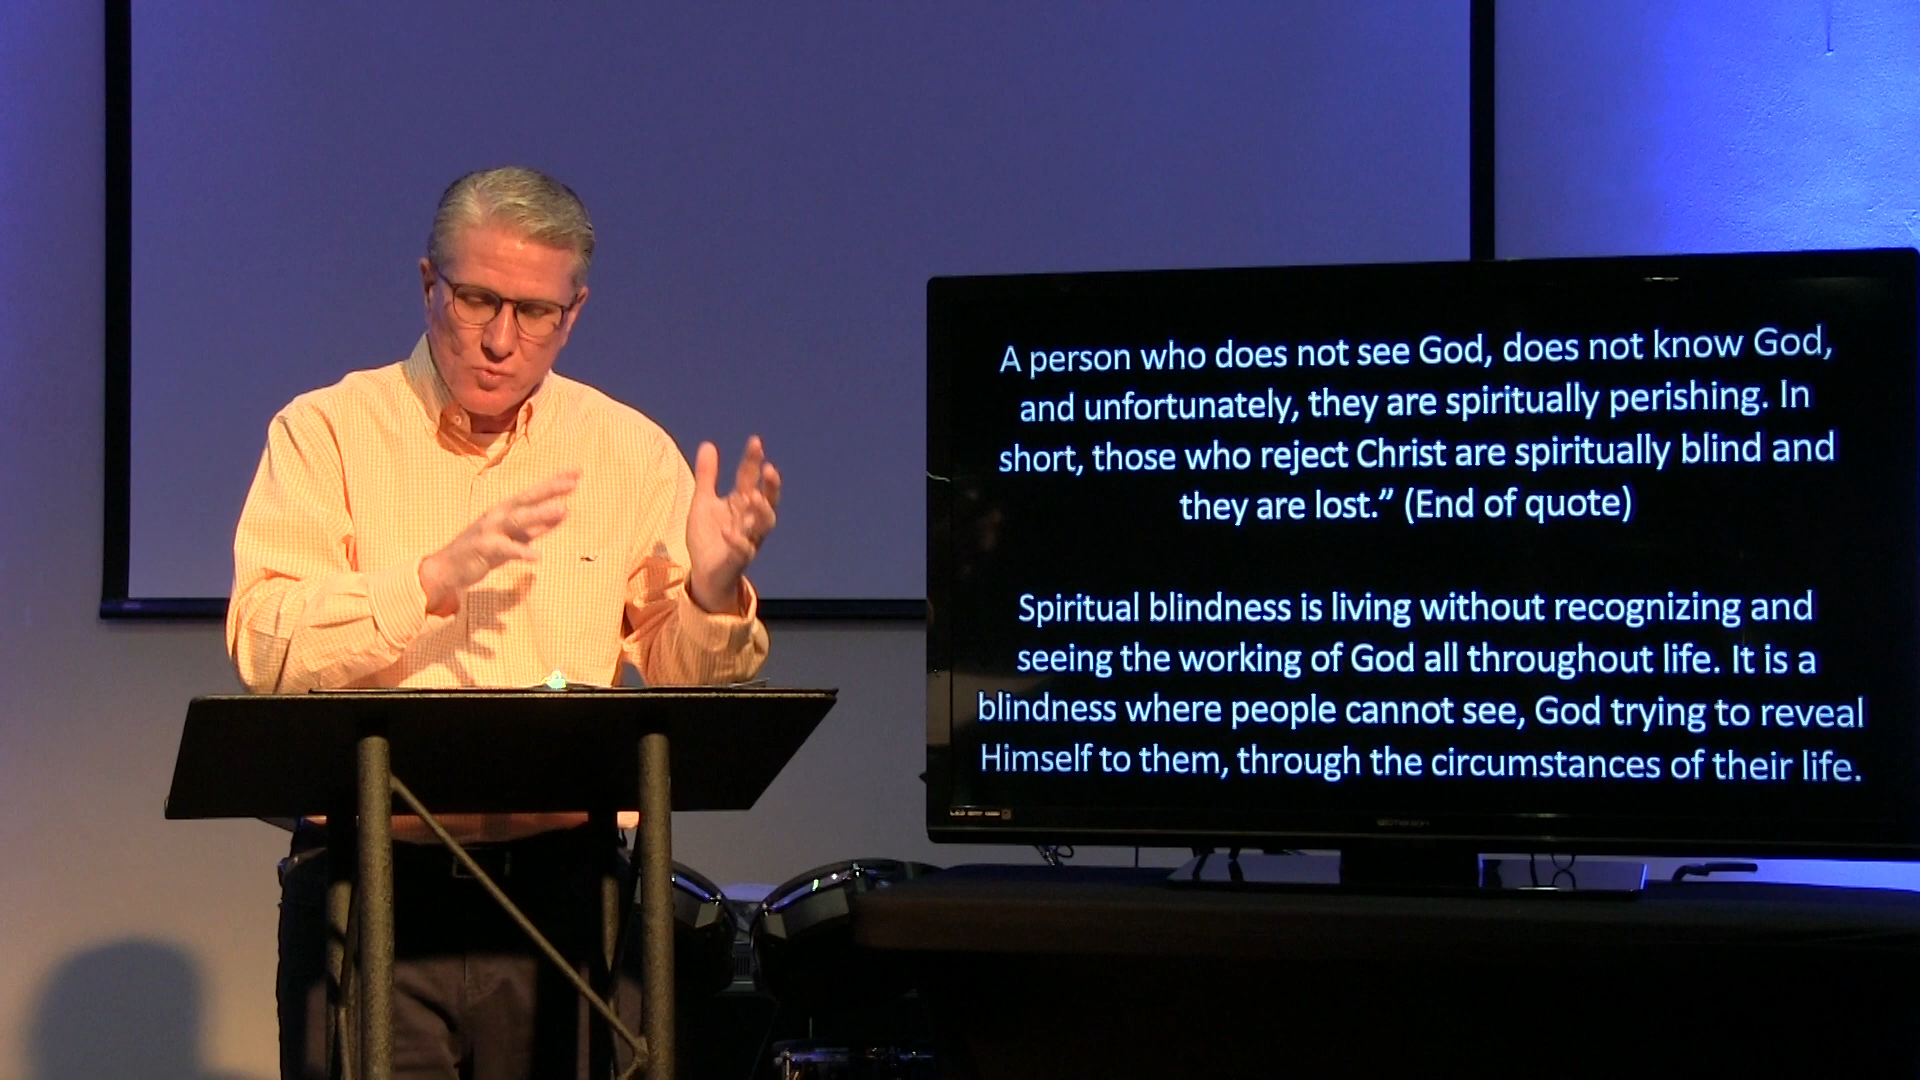 A person who does not see God, does not know God,
and unfortunately, they are spiritually perishing. In
short, those who reject Christ are spiritually blind and
they are lost.” (End of quote)
Spiritual blindness is living without recognizing and
seeing the working of God all throughout life. It is a
blindness where people cannot see, God trying to reveal
Himself to them, through the circumstances of their life.